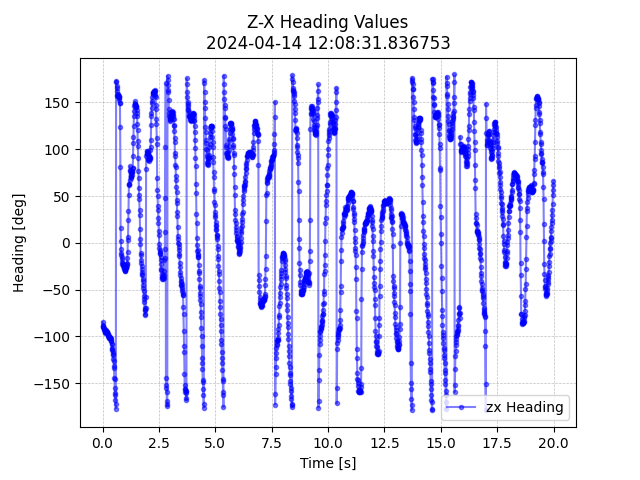 Z-X Heading Values
2024-04-14 12:08:31.836753
Heading [deg]
150
100
50
0
−50
−100
−150
zx Heading
0.0 2.5 5.0 7.5 10.0 12.5 15.0 17.5 20.0
Time [s]